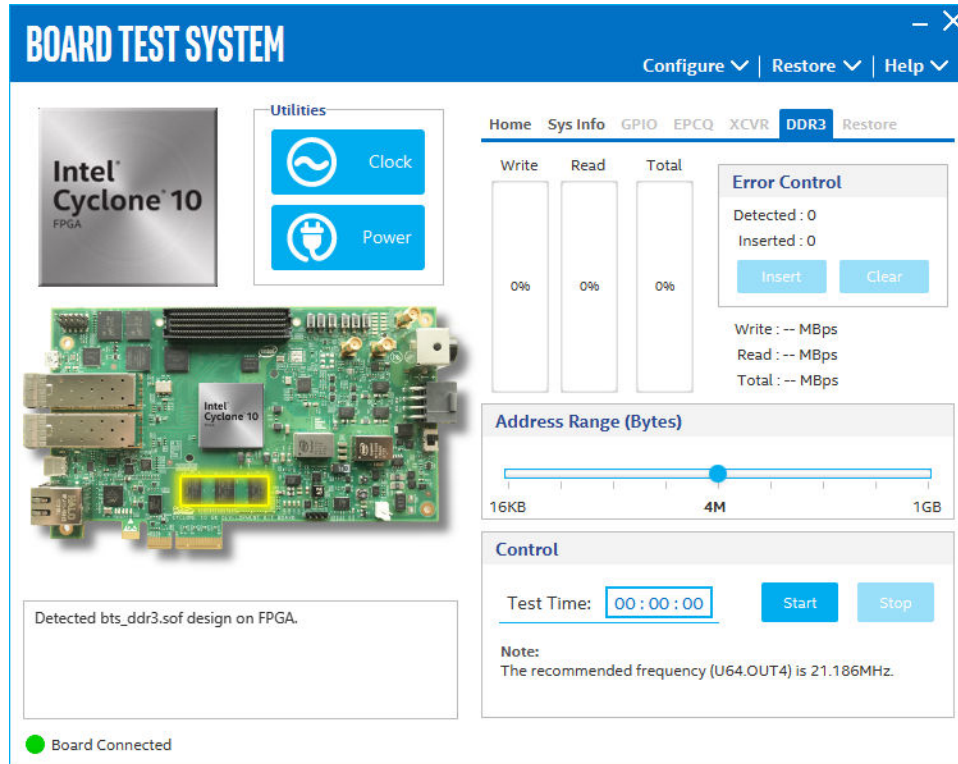 BOARD TEST SYSTEM
Configure | Restore | Help
Intel®
Cyclone® 10
FPGA
Utilities
Clock
Power
Intel
Cyclone 10
Detected bts_ddr3.sof design on FPGA.
Board Connected
Home Sys Info GPIO EPCQ XCVR DDR3 Restore
Write Read Total
0% 0% 0%
Error Control
Detected : 0
Inserted : 0
Insert Clear
Write : -- MBps
Read : -- MBps
Total : -- MBps
Address Range (Bytes)
16KB 4M 1GB
Control
Test Time: 00 : 00 : 00 Start Stop
Note:
The recommended frequency (U64.OUT4) is 21.186MHz.